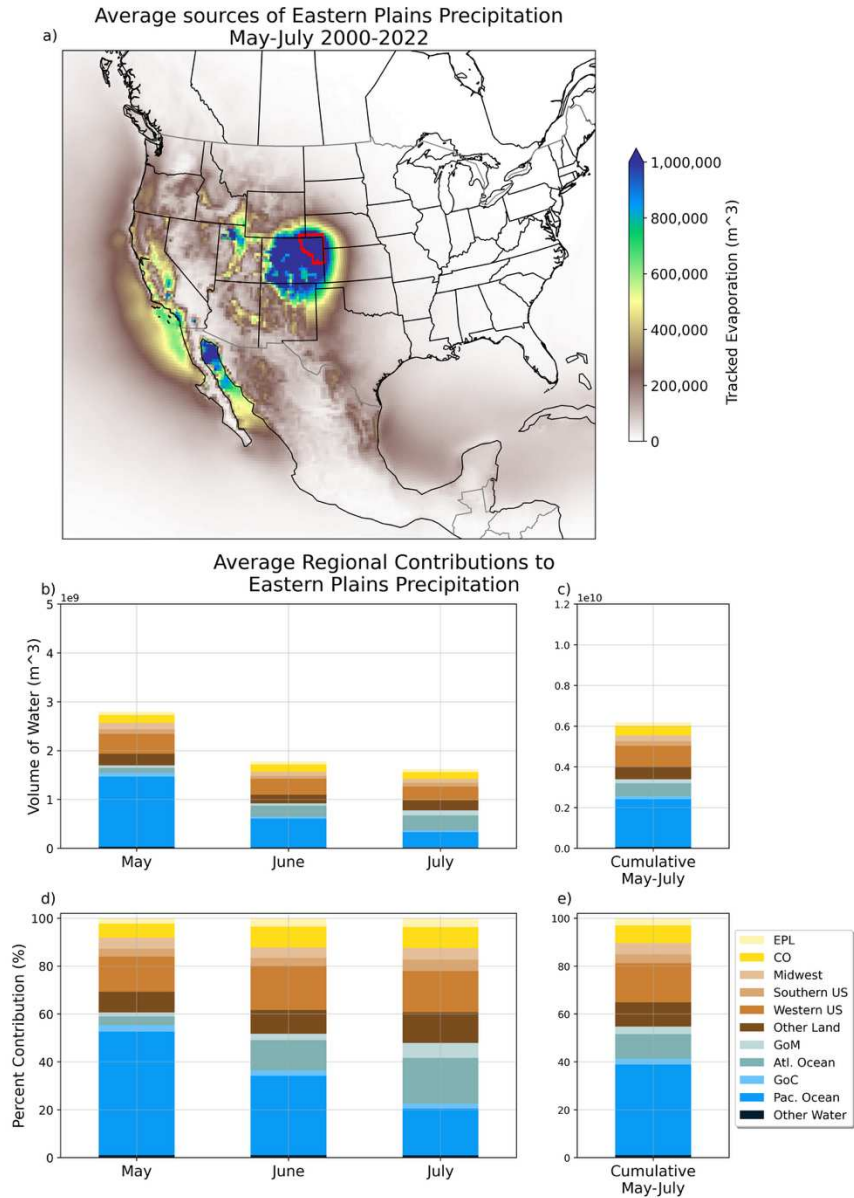 Average sources of Eastern Plains Precipitation
May-July 2000-2022
a)
1,000,000
800,000
600,000
400,000
200,000
0
Tracked Evaporation (m^3)
Average Regional Contributions to
Eastern Plains Precipitation
b)
1e9
5
4
3
2
1
0
Volume of Water (m^3)
May
June
July
c)
1e10
1.2
1.0
0.8
0.6
0.4
0.2
0.0
Cumulative
May-July
d)
100
80
60
40
20
0
Percent Contribution (%)
May
June
July
e)
100
80
60
40
20
0
Cumulative
May-July
EPL
CO
Midwest
Southern US
Western US
Other Land
GoM
Atl. Ocean
GoC
Pac. Ocean
Other Water